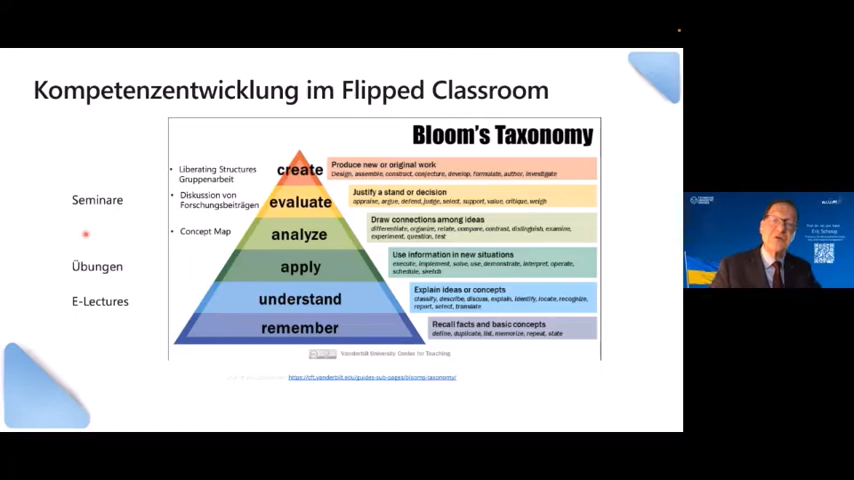 Kompetenzentwicklung im Flipped Classroom
Bloom's Taxonomy
Seminare
Übungen
E-Lectures
• Liberating Structures
Gruppenarbeit
• Diskussion von
Forschungsbeiträgen
• Concept Map
create
evaluate
analyze
apply
understand
remember
Produce new or original work
Design, assemble, construct, conjecture, develop, formulate, author, investigate
Justify a stand or decision
appraise, argue, defend, judge, select, support, value, critique, weigh
Draw connections among ideas
differentiate, organize, relate, compare, contrast, distinguish, examine,
experiment, question, test
Use information in new situations
execute, implement, solve, use, demonstrate, interpret, operate,
schedule, sketch
Explain ideas or concepts
classify, describe, discuss, explain, identify, locate, recognize,
report, select, translate
Recall facts and basic concepts
define, duplicate, list, memorize, repeat, state
Vanderbilt University Center for Teaching
https://cft.vanderbilt.edu/guides-sub-pages/blooms-taxonomy/